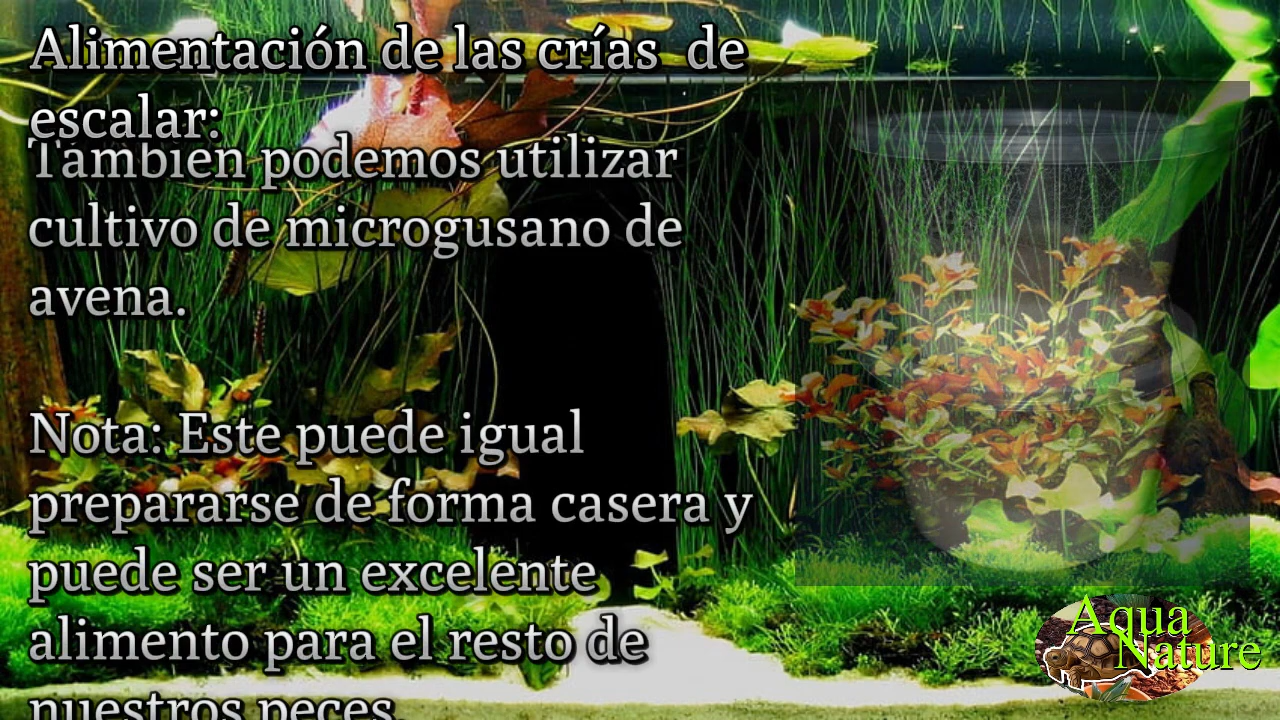 Alimentación de las crías de
escalar:
También podemos utilizar
cultivo de microgusano de
avena.
Nota: Este puede igual
prepararse de forma casera y
puede ser un excelente
alimento para el resto de
nuestros peces.
Aqua
Nature